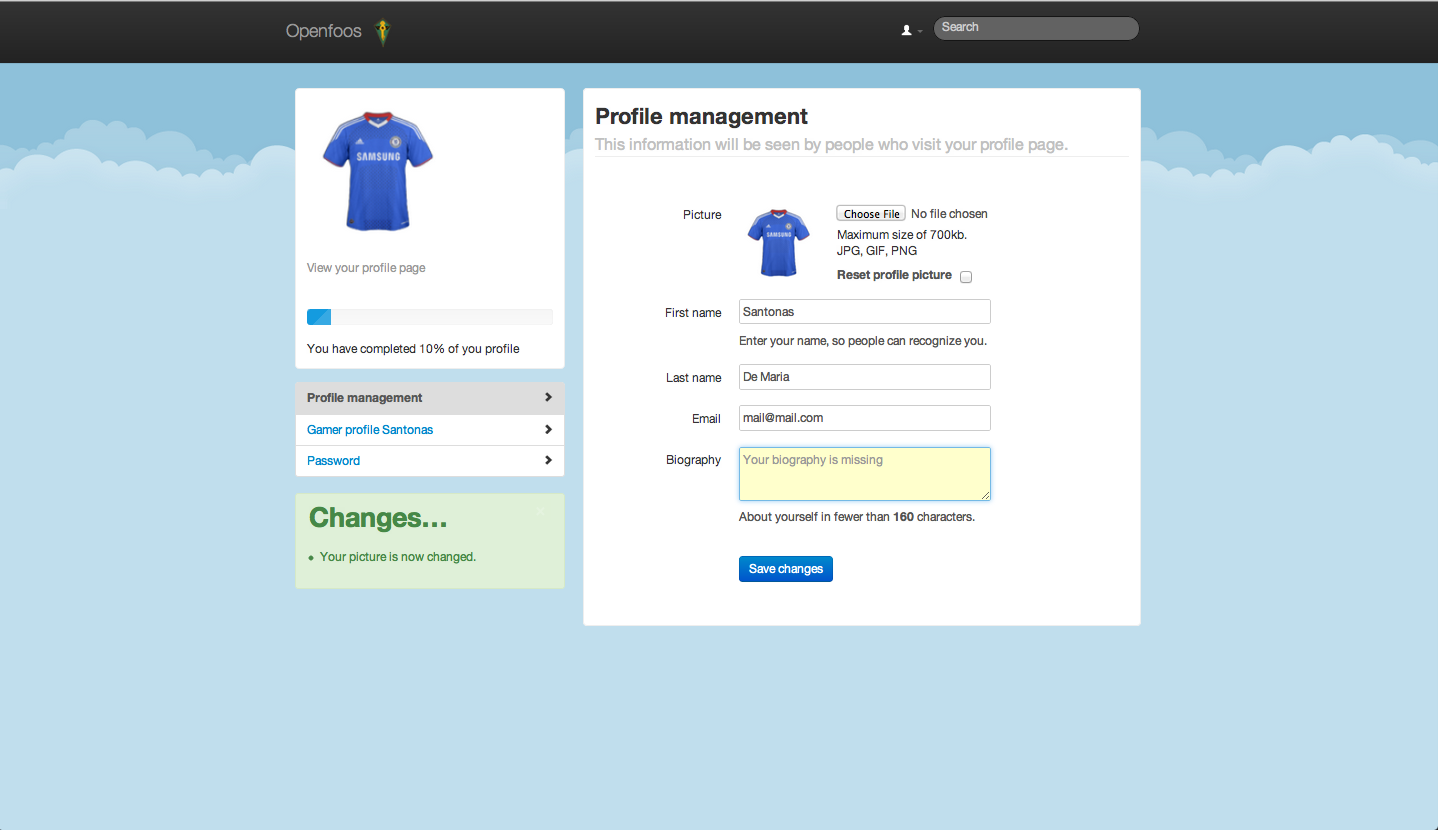 Openfoos
Search
SAMSUNG
View your profile page
You have completed 10% of you profile
Profile management
Gamer profile Santonas
Password
Changes...
Your picture is now changed.
Profile management
This information will be seen by people who visit your profile page.
Picture
SAMSUNG
Choose File No file chosen
Maximum size of 700kb.
JPG, GIF, PNG
Reset profile picture
First name Santonas
Enter your name, so people can recognize you.
Last name De Maria
Email mail@mail.com
Biography Your biography is missing
About yourself in fewer than 160 characters.
Save changes